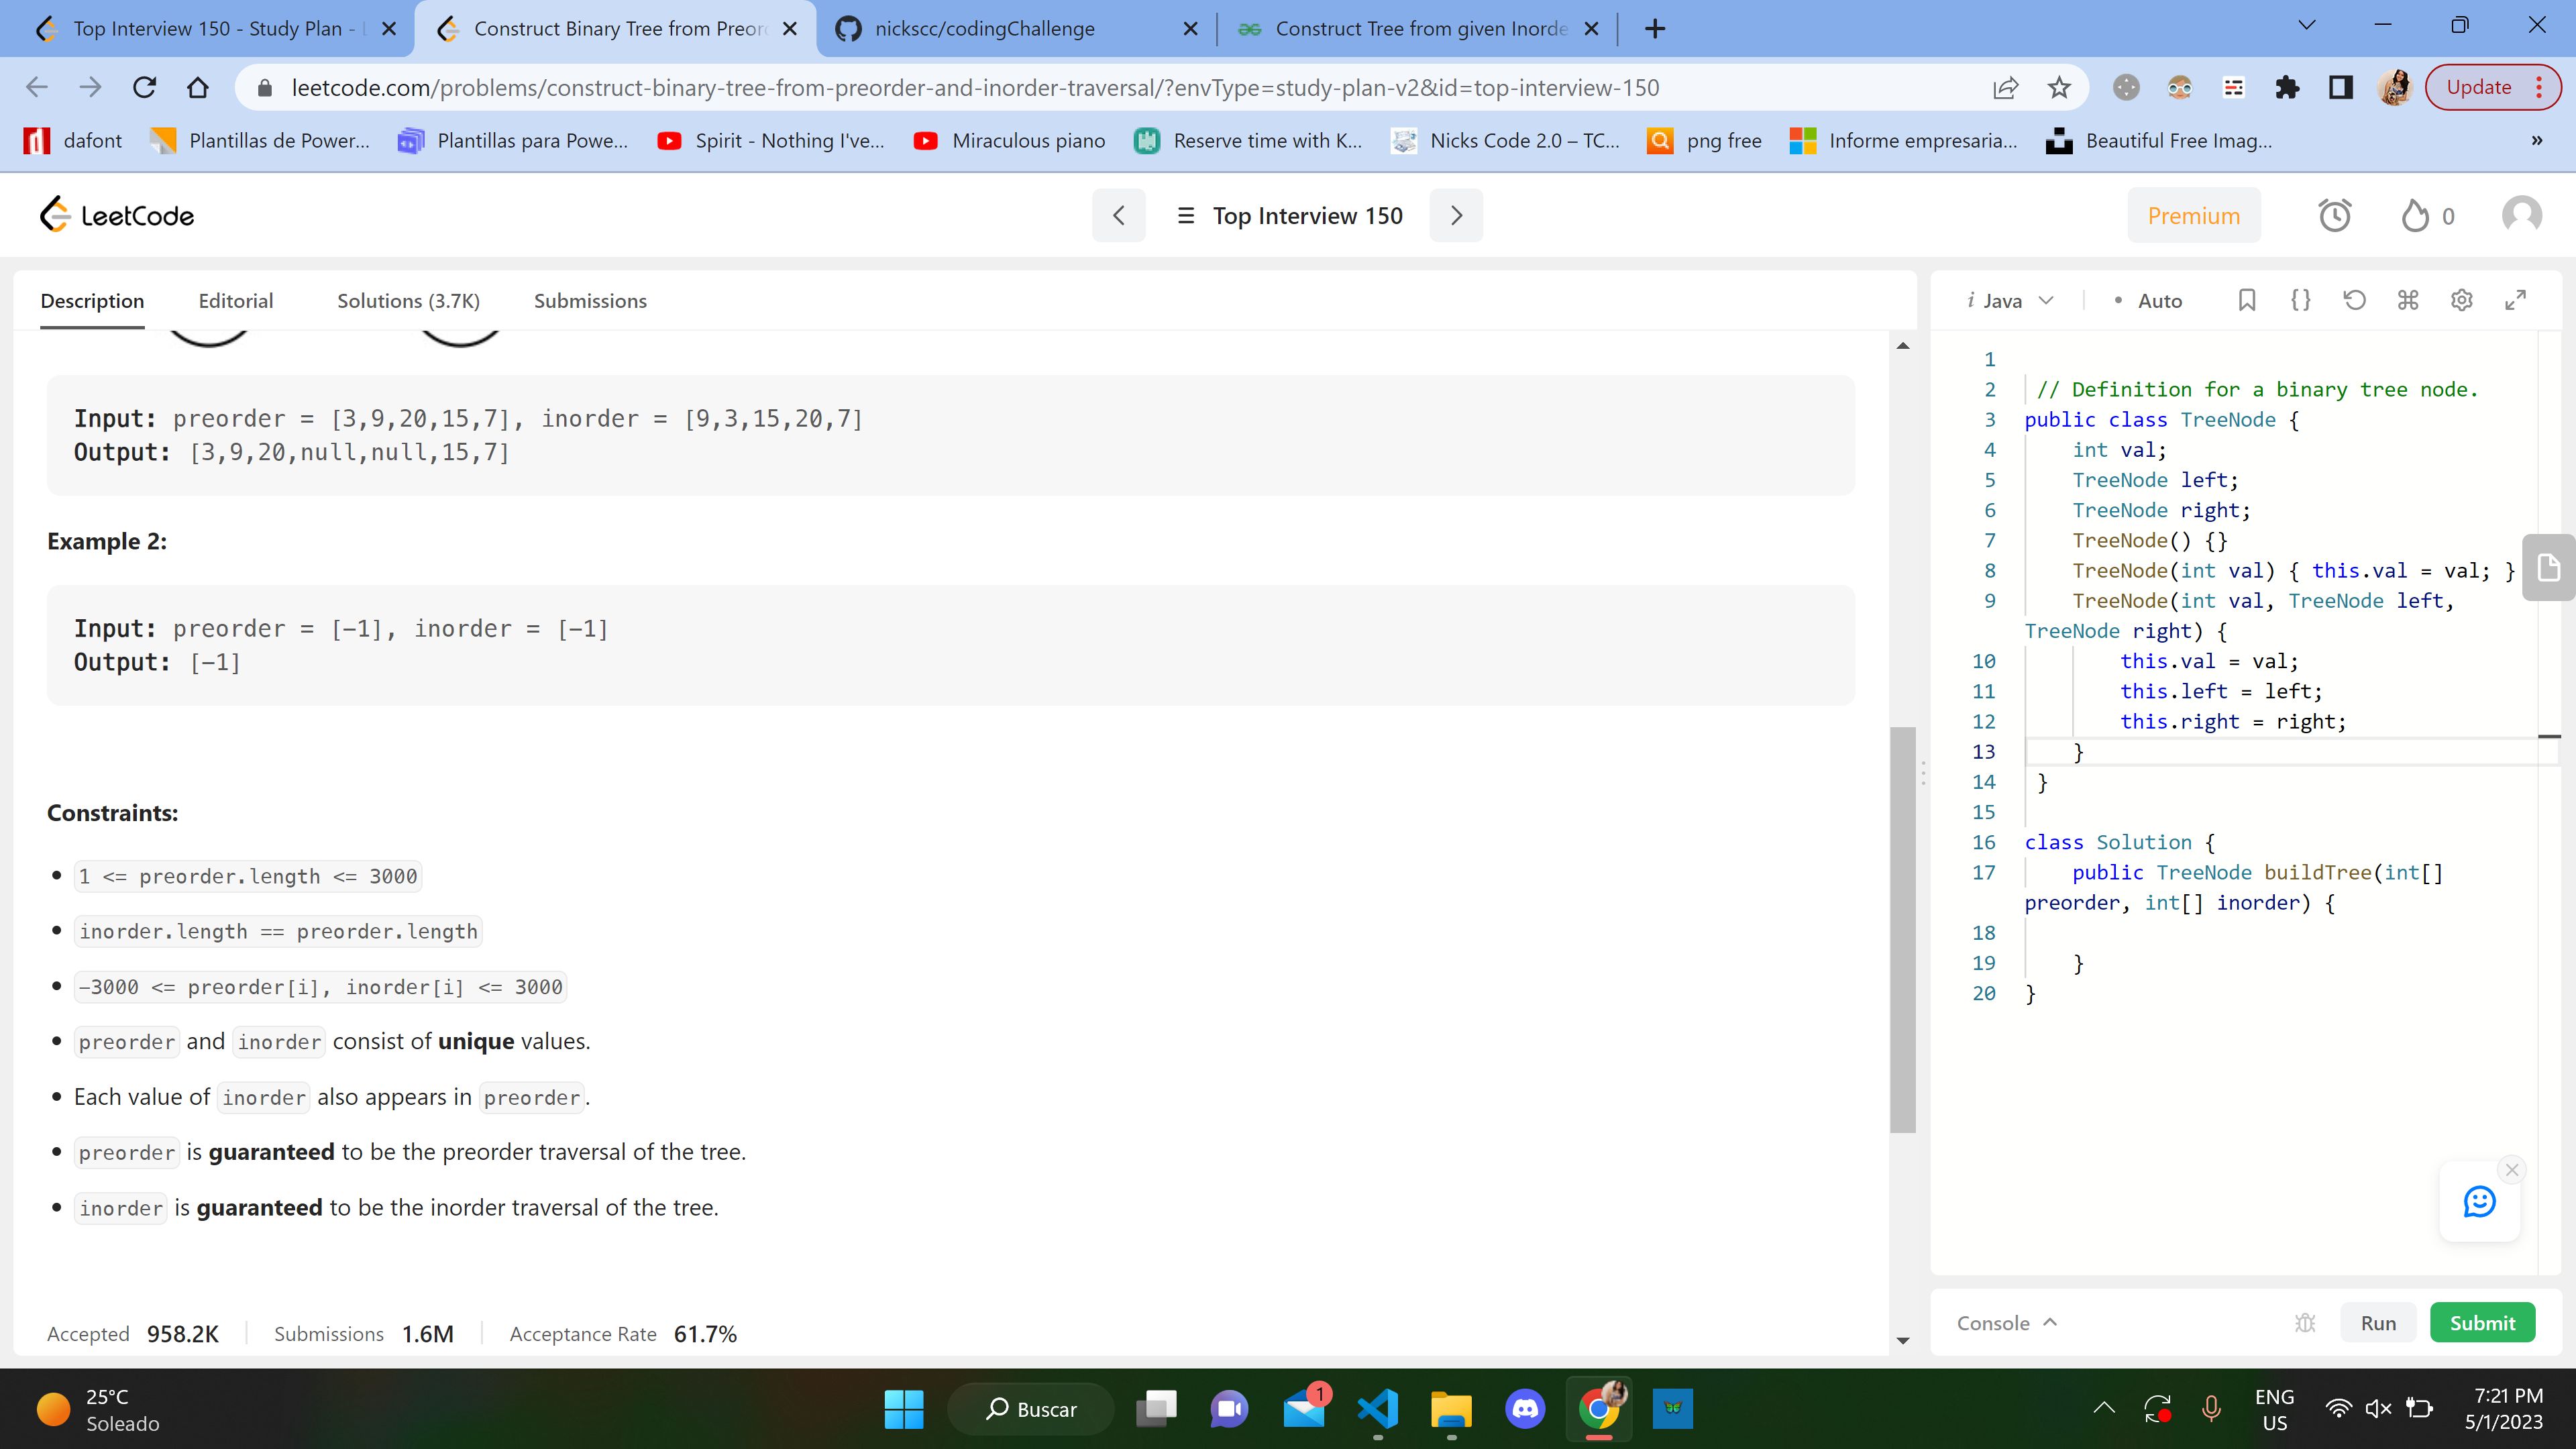 Top Interview 150 - Study Plan - L
Construct Binary Tree from Preor
nickscc/codingChallenge
Construct Tree from given Inorde
leetcode.com/problems/construct-binary-tree-from-preorder-and-inorder-traversal/?envType=study-plan-v2&id=top-interview-150
Update
dafont
Plantillas de Power...
Plantillas para Powe...
Spirit - Nothing I've...
Miraculous piano
Reserve time with K...
Nicks Code 2.0 – TC...
png free
Informe empresaria...
Beautiful Free Imag...
»
LeetCode
Top Interview 150
Premium
0
Description
Editorial
Solutions (3.7K)
Submissions
Input: preorder = [3,9,20,15,7], inorder = [9,3,15,20,7]
Output: [3,9,20,null,null,15,7]
Example 2:
Input: preorder = [-1], inorder = [-1]
Output: [-1]
Constraints:
• 1 <= preorder.length <= 3000
• inorder.length == preorder.length
• -3000 <= preorder[i], inorder[i] <= 3000
• preorder and inorder consist of unique values.
• Each value of inorder also appears in preorder.
• preorder is guaranteed to be the preorder traversal of the tree.
• inorder is guaranteed to be the inorder traversal of the tree.
Accepted 958.2K
Submissions 1.6M
Acceptance Rate 61.7%
i Java
• Auto
1
2 // Definition for a binary tree node.
3 public class TreeNode {
4 int val;
5 TreeNode left;
6 TreeNode right;
7 TreeNode() {}
8 TreeNode(int val) { this.val = val; }
9 TreeNode(int val, TreeNode left,
TreeNode right) {
10 this.val = val;
11 this.left = left;
12 this.right = right;
13 }
14 }
15
16 class Solution {
17 public TreeNode buildTree(int[]
preorder, int[] inorder) {
18
19 }
20 }
Console
Run
Submit
25°C
Soleado
Buscar
1
ENG
US
7:21 PM
5/1/2023